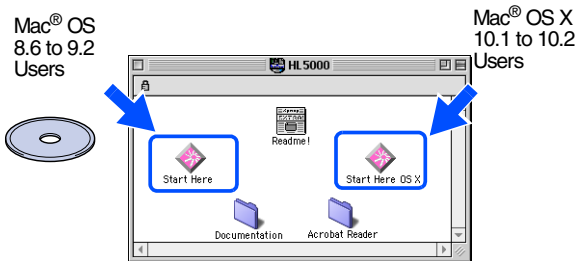 Mac® OS
8.6 to 9.2
Users
Mac® OS X
10.1 to 10.2
Users
HL5000
Readme!
Start Here
Start Here OS X
Documentation
Acrobat Reader